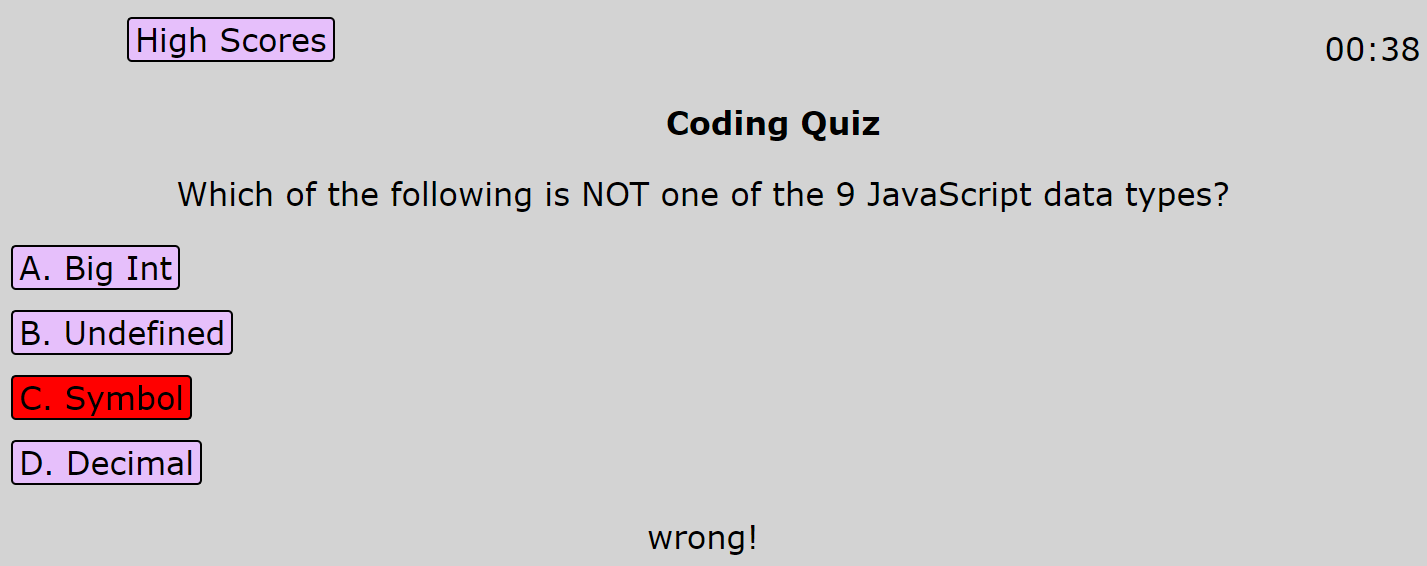 High Scores
00:38
Coding Quiz
Which of the following is NOT one of the 9 JavaScript data types?
A. Big Int
B. Undefined
C. Symbol
D. Decimal
wrong!